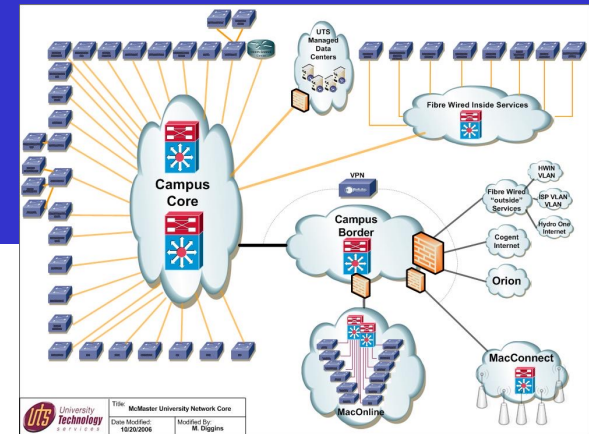 UTS
Managed
Data
Centers
Fibre Wired Inside Services
Campus
Core
VPN
Campus
Border
Fibre Wired
"outside"
Services
HWIN
VLAN
ISP VLAN
VLAN
Hydro One
Internet
Cogent
Internet
Orion
MacConnect
MacOnline
uts University
Technology
services
Title: McMaster University Network Core
Date Modified:
10/20/2006
Modified By:
M. Diggins